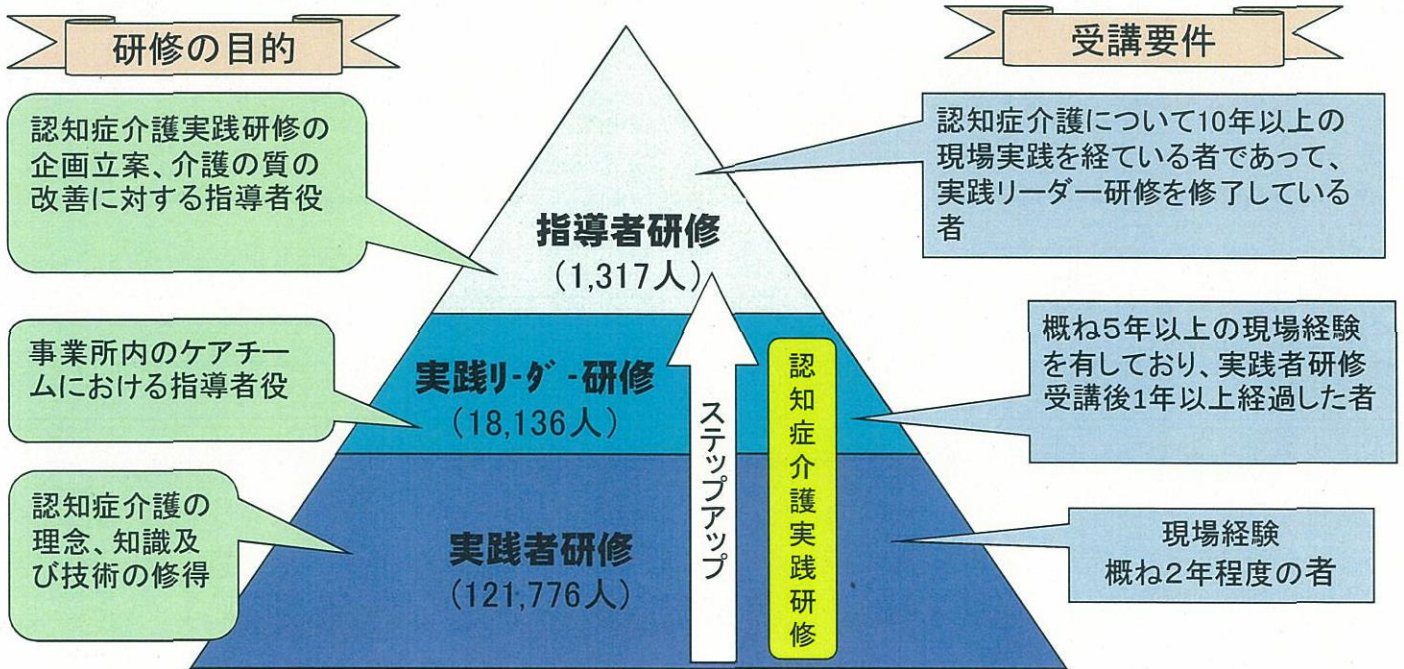 研修の目的
受講要件
認知症介護実践研修の
企画立案、介護の質の
改善に対する指導者役
認知症介護について10年以上の
現場実践を経ている者であって、
実践リーダー研修を修了している
者
指導者研修
(1,317人)
事業所内のケアチー
ムにおける指導者役
実践リーダー研修
(18,136人)
概ね5年以上の現場経験
を有しており、実践者研修
受講後1年以上経過した者
ステップアップ
認知症介護実践研修
認知症介護の
理念、知識及
び技術の修得
実践者研修
(121,776人)
現場経験
概ね2年程度の者